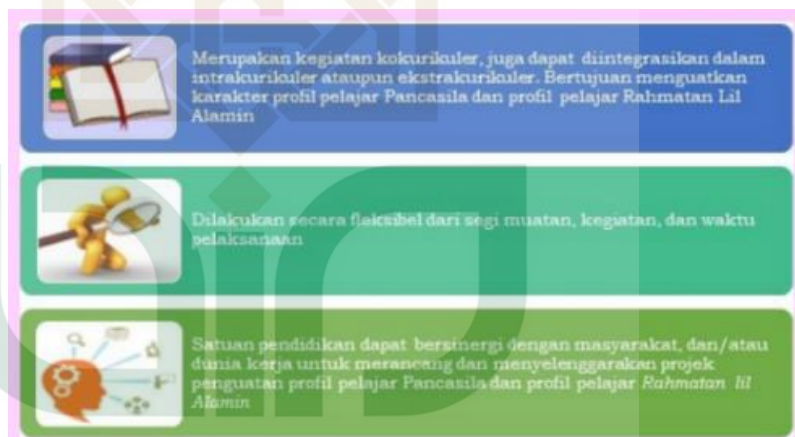 Merupakan kegiatan kokurikuler, juga dapat diintegrasikan dalam
intrakurikuler ataupun ekstrakurikuler. Bertujuan menguatkan
karakter profil pelajar Pancasila dan profil pelajar Rahmatan Lil
Alamin
Dilakukan secara fleksibel dari segi muatan, kegiatan, dan waktu
pelaksanaan
Satuan pendidikan dapat bersinergi dengan masyarakat, dan/atau
dunia kerja untuk merancang dan menyelenggarakan projek
penguatan profil pelajar Pancasila dan profil pelajar Rahmatan lil
Alamin